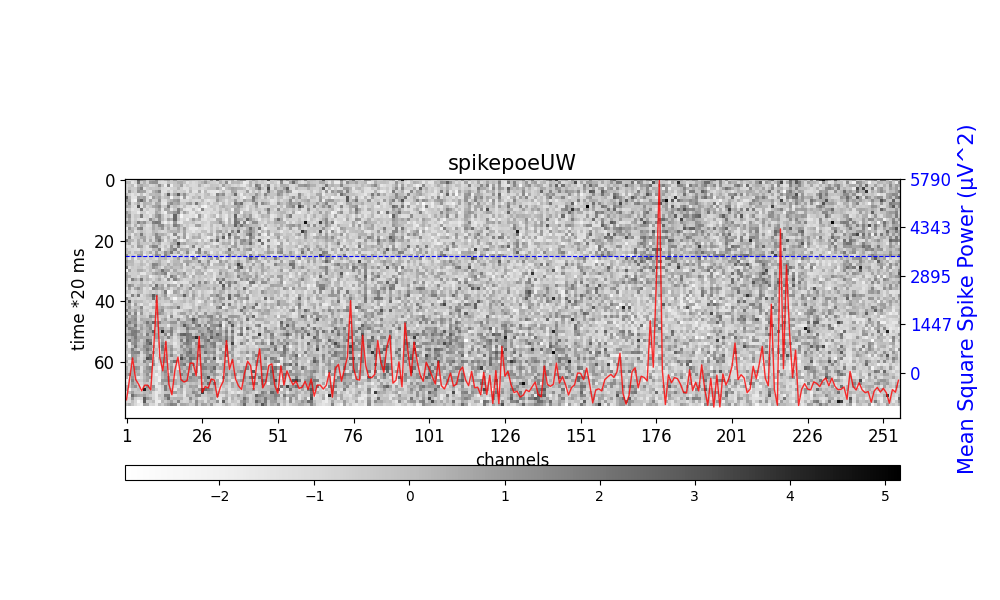 spikepoeUW
0
20
40
60
time *20 ms
5790
4343
2895
1447
0
Mean Square Spike Power (μV^2)
1 26 51 76 101 126 151 176 201 226 251
channels
−2 −1 0 1 2 3 4 5